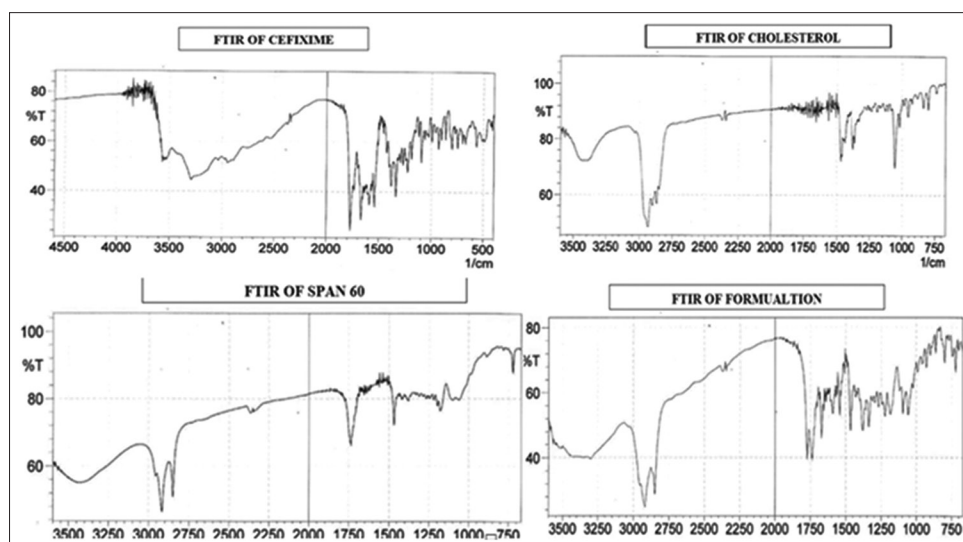 FTIR OF CEFIXIME
80
%T
60
40
4500 4000 3500 3000 2500 2000 1500 1000 500
1/cm
FTIR OF CHOLESTEROL
100
%T
80
60
3600 3250 3000 2750 2500 2250 2000 1750 1500 1250 1000 750
1/cm
FTIR OF SPAN 60
100
%T
80
60
3600 3250 3000 2750 2500 2250 2000 1750 1500 1250 1000 750
FTIR OF FORMUALTION
80
%T
60
40
3600 3250 3000 2750 2500 2250 2000 1750 1500 1250 1000 750